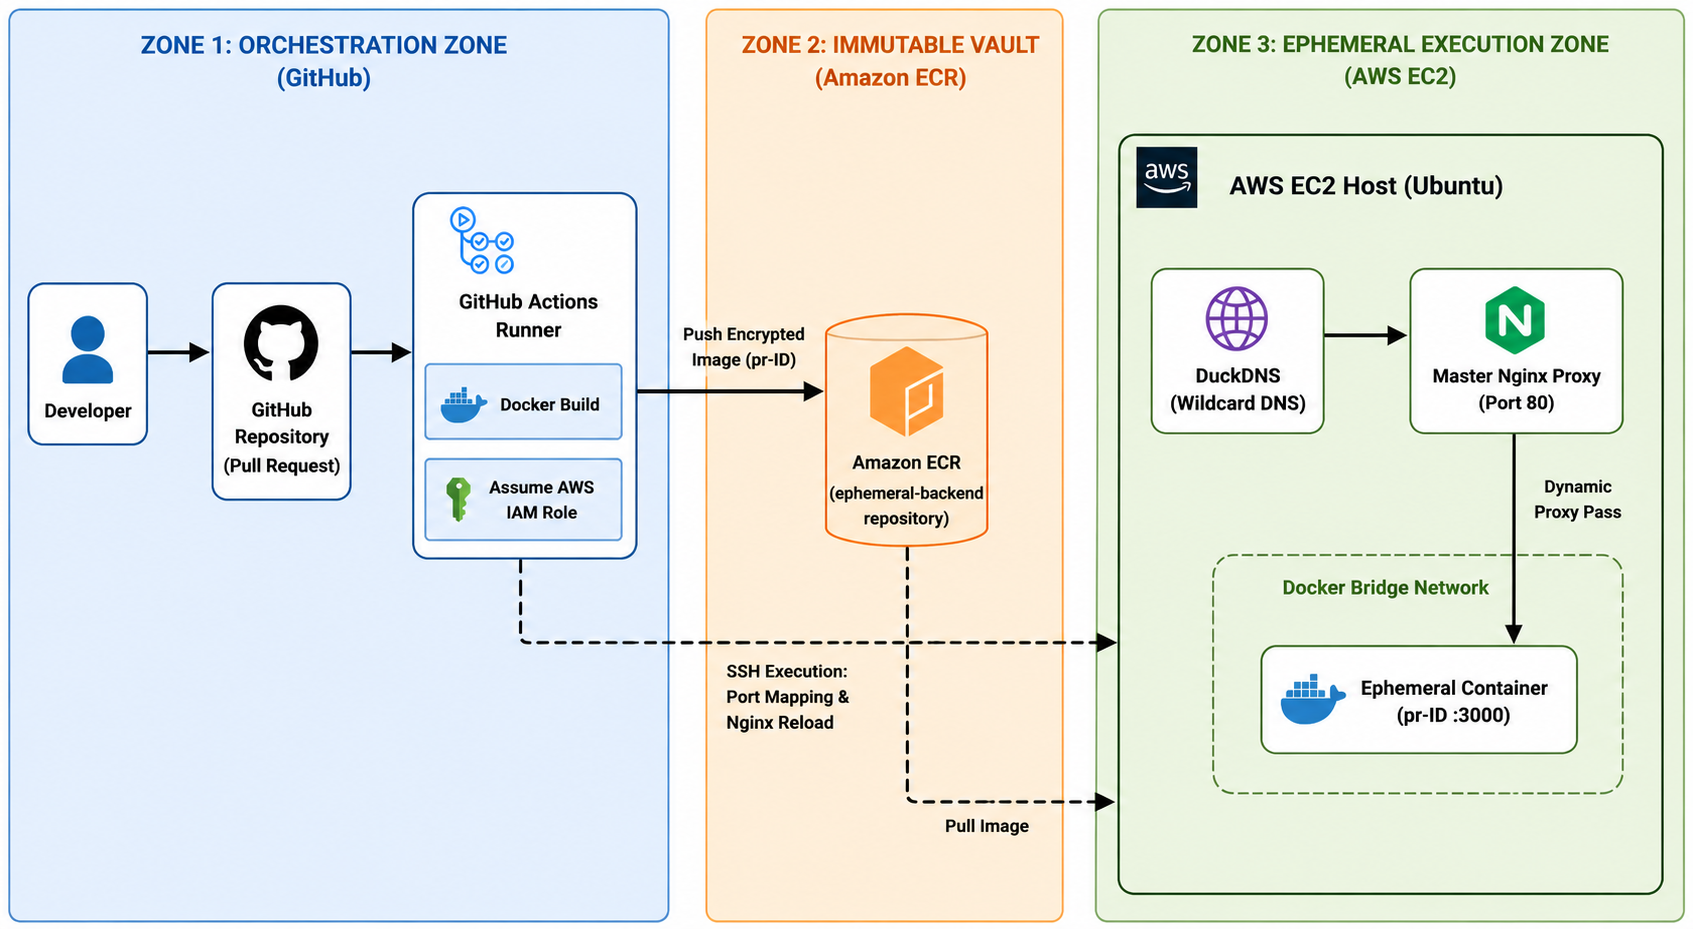 ZONE 1: ORCHESTRATION ZONE
(GitHub)
Developer
GitHub
Repository
(Pull Request)
GitHub Actions
Runner
Docker Build
Assume AWS
IAM Role
Push Encrypted
Image (pr-ID)
ZONE 2: IMMUTABLE VAULT
(Amazon ECR)
Amazon ECR
(ephemeral-backend
repository)
SSH Execution:
Port Mapping &
Nginx Reload
Pull Image
ZONE 3: EPHEMERAL EXECUTION ZONE
(AWS EC2)
aws
AWS EC2 Host (Ubuntu)
DuckDNS
(Wildcard DNS)
N
Master Nginx Proxy
(Port 80)
Dynamic
Proxy Pass
Docker Bridge Network
Ephemeral Container
(pr-ID :3000)